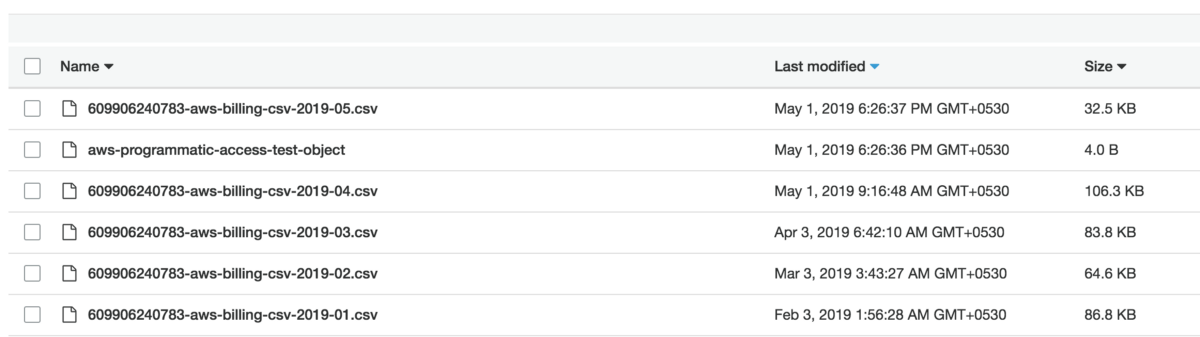 Name Last modified Size
609906240783-aws-billing-csv-2019-05.csv May 1, 2019 6:26:37 PM GMT+0530 32.5 KB
aws-programmatic-access-test-object May 1, 2019 6:26:36 PM GMT+0530 4.0 B
609906240783-aws-billing-csv-2019-04.csv May 1, 2019 9:16:48 AM GMT+0530 106.3 KB
609906240783-aws-billing-csv-2019-03.csv Apr 3, 2019 6:42:10 AM GMT+0530 83.8 KB
609906240783-aws-billing-csv-2019-02.csv Mar 3, 2019 3:43:27 AM GMT+0530 64.6 KB
609906240783-aws-billing-csv-2019-01.csv Feb 3, 2019 1:56:28 AM GMT+0530 86.8 KB